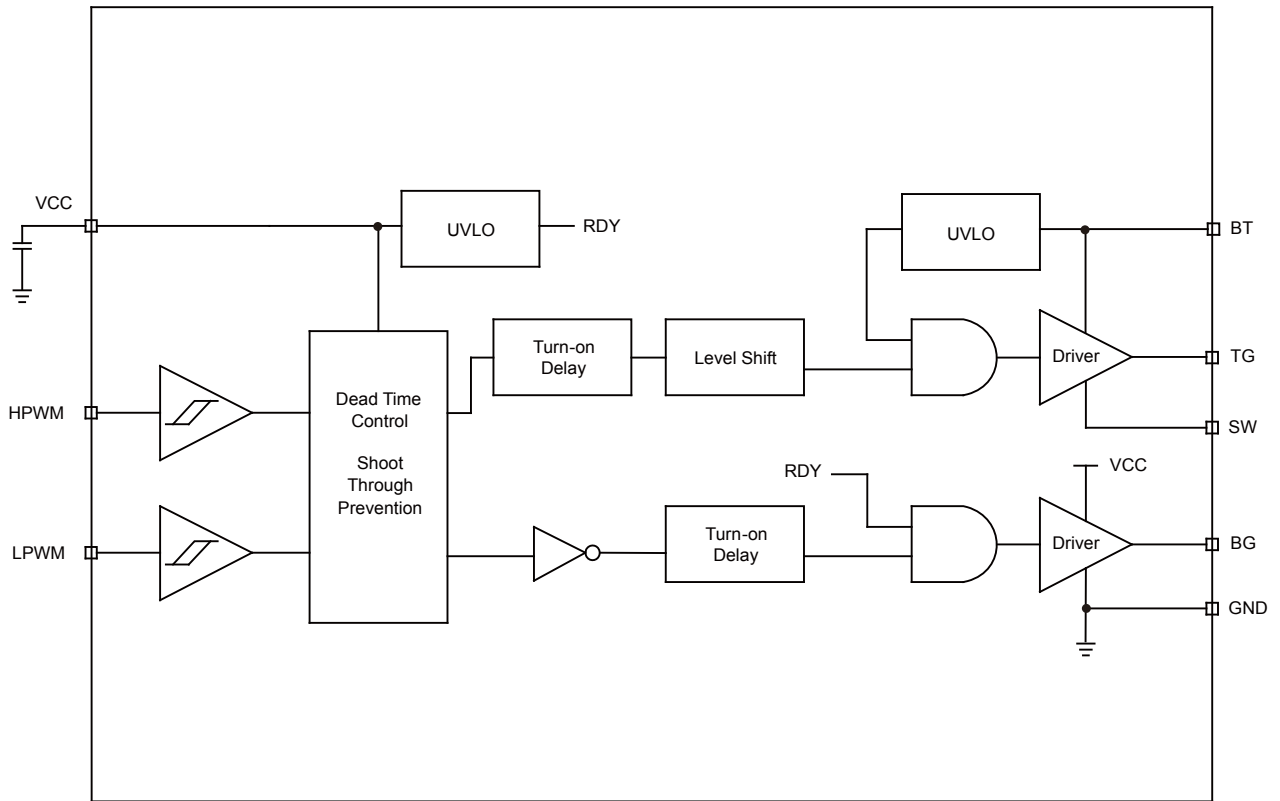 VCC
UVLO
RDY
UVLO
BT
Turn-on
Delay
Level Shift
Driver
TG
HPWM
Dead Time
Control
Shoot
Through
Prevention
SW
RDY
VCC
LPWM
Turn-on
Delay
Driver
BG
GND